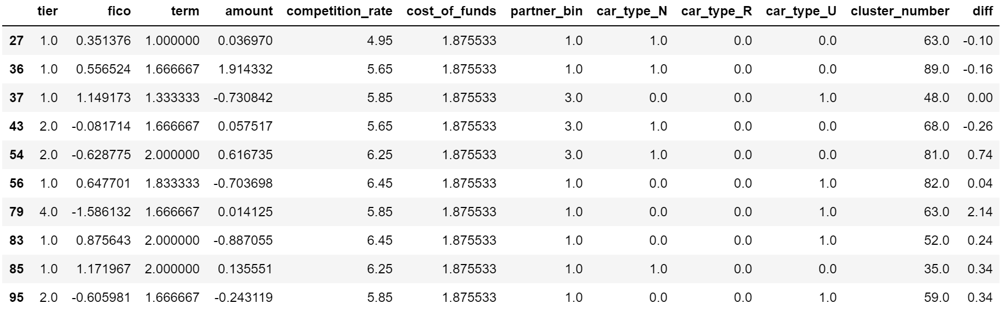 tier fico term amount competition_rate cost_of_funds partner_bin car_type_N car_type_R car_type_U cluster_number diff
27 1.0 0.351376 1.000000 0.036970 4.95 1.875533 1.0 1.0 0.0 0.0 63.0 -0.10
36 1.0 0.556524 1.666667 1.914332 5.65 1.875533 1.0 1.0 0.0 0.0 89.0 -0.16
37 1.0 1.149173 1.333333 -0.730842 5.85 1.875533 3.0 0.0 0.0 1.0 48.0 0.00
43 2.0 -0.081714 1.666667 0.057517 5.65 1.875533 3.0 1.0 0.0 0.0 68.0 -0.26
54 2.0 -0.628775 2.000000 0.616735 6.25 1.875533 3.0 1.0 0.0 0.0 81.0 0.74
56 1.0 0.647701 1.833333 -0.703698 6.45 1.875533 1.0 0.0 0.0 1.0 82.0 0.04
79 4.0 -1.586132 1.666667 0.014125 5.85 1.875533 1.0 0.0 0.0 1.0 63.0 2.14
83 1.0 0.875643 2.000000 -0.887055 6.45 1.875533 1.0 0.0 0.0 1.0 52.0 0.24
85 1.0 1.171967 2.000000 0.135551 6.25 1.875533 1.0 1.0 0.0 0.0 35.0 0.34
95 2.0 -0.605981 1.666667 -0.243119 5.85 1.875533 1.0 0.0 0.0 1.0 59.0 0.34